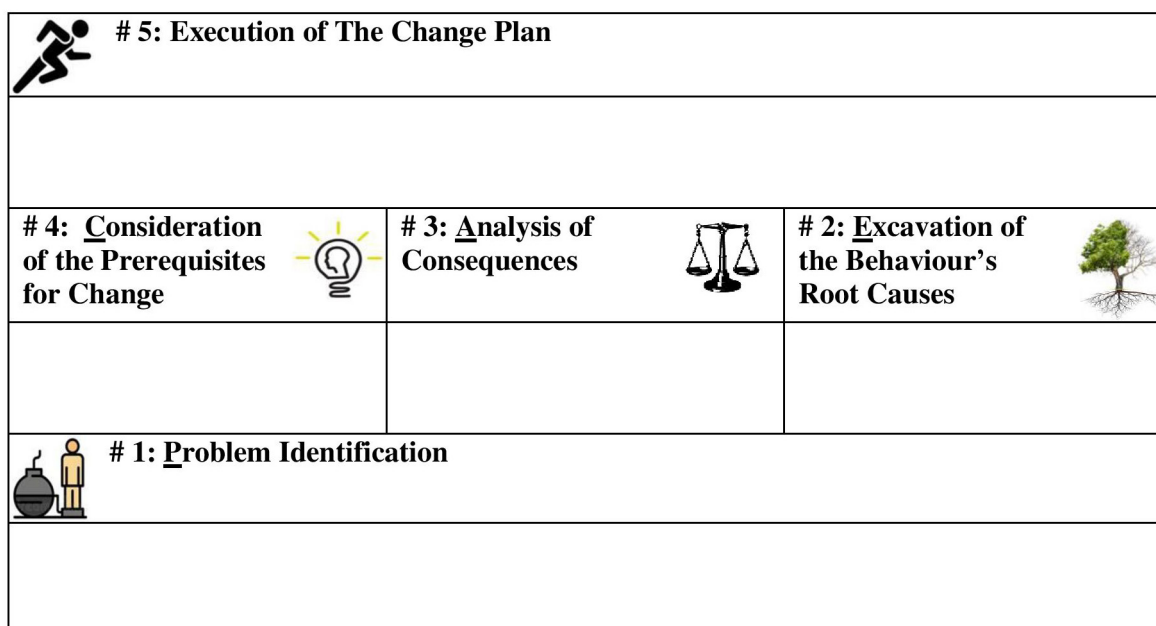 # 5: Execution of The Change Plan
# 4: Consideration
of the Prerequisites
for Change
# 3: Analysis of
Consequences
# 2: Excavation of
the Behaviour’s
Root Causes
# 1: Problem Identification